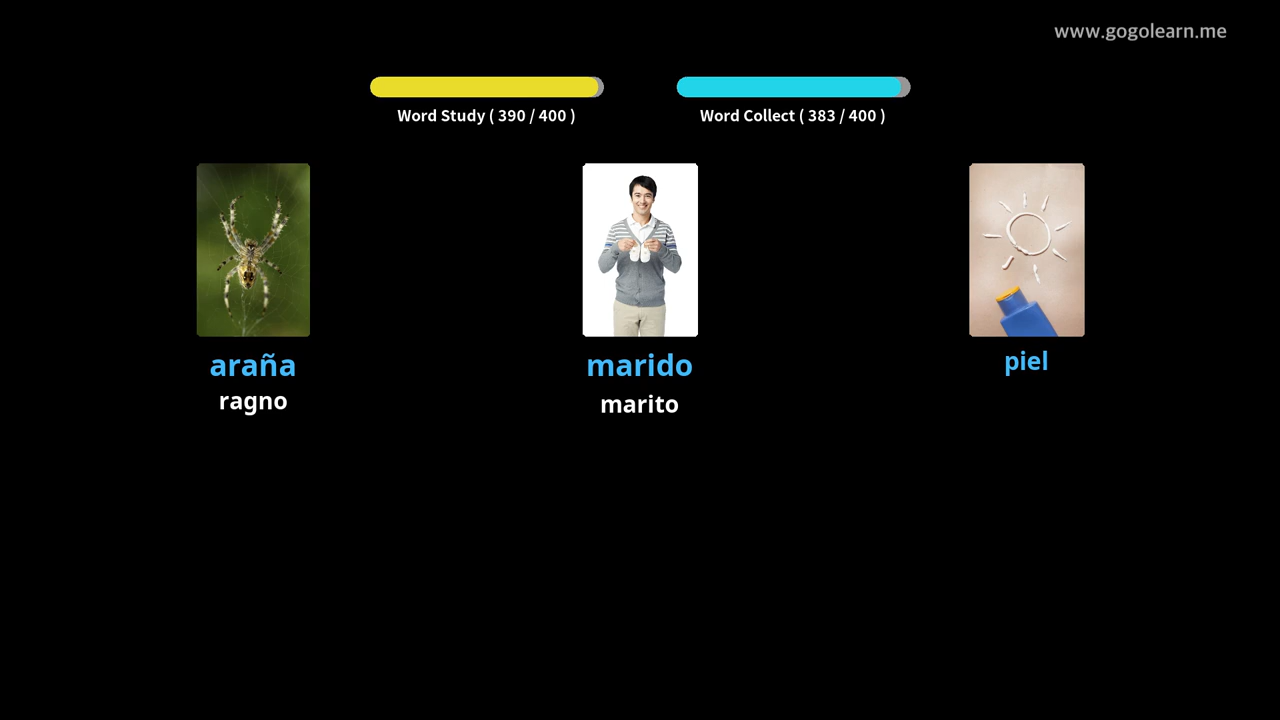 www.gogolearn.me
Word Study ( 390 / 400 )
Word Collect ( 383 / 400 )
araña
ragno
marido
marito
piel